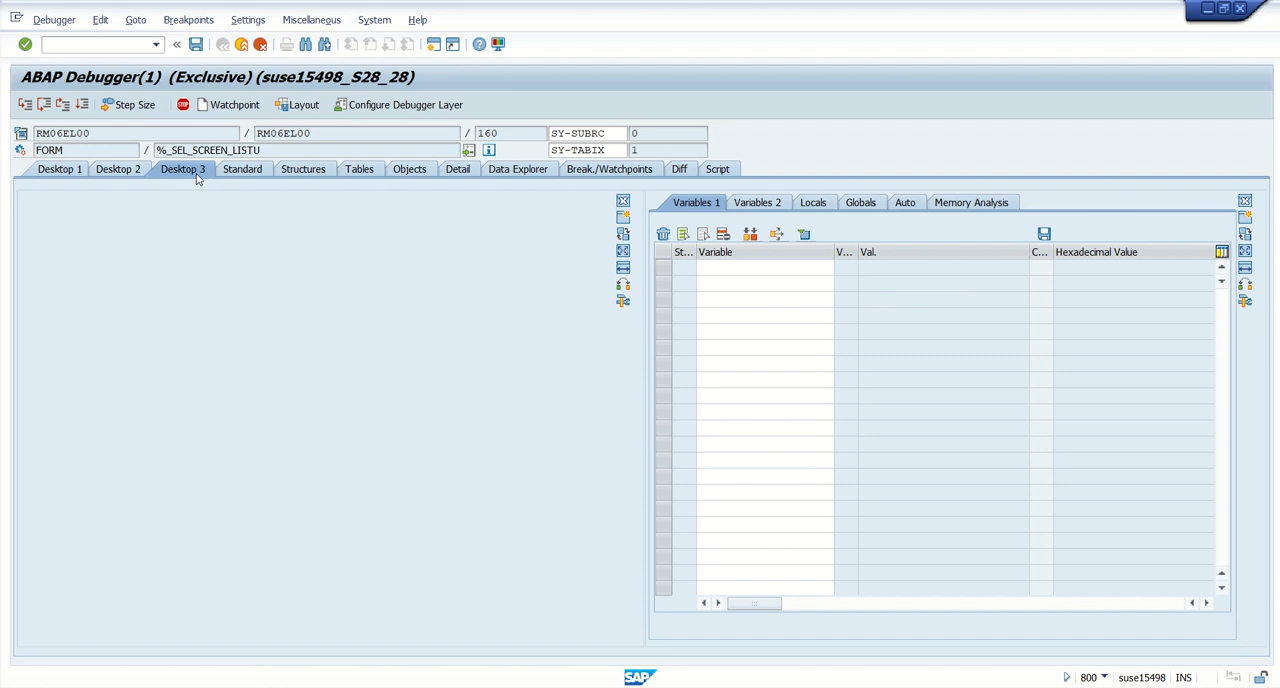 Debugger Edit Goto Breakpoints Settings Miscellaneous System Help
ABAP Debugger(1) (Exclusive) (suse15498_S28_28)
Step Size STOP Watchpoint Layout Configure Debugger Layer
RM06EL00 / RM06EL00 / 160 SY-SUBRC 0
FORM / %_SEL_SCREEN_LISTU SY-TABIX 1
Desktop 1 Desktop 2 Desktop 3 Standard Structures Tables Objects Detail Data Explorer Break./Watchpoints Diff Script
Variables 1 Variables 2 Locals Globals Auto Memory Analysis
St... Variable V... Val. C... Hexadecimal Value
SAP 800 suse15498 INS